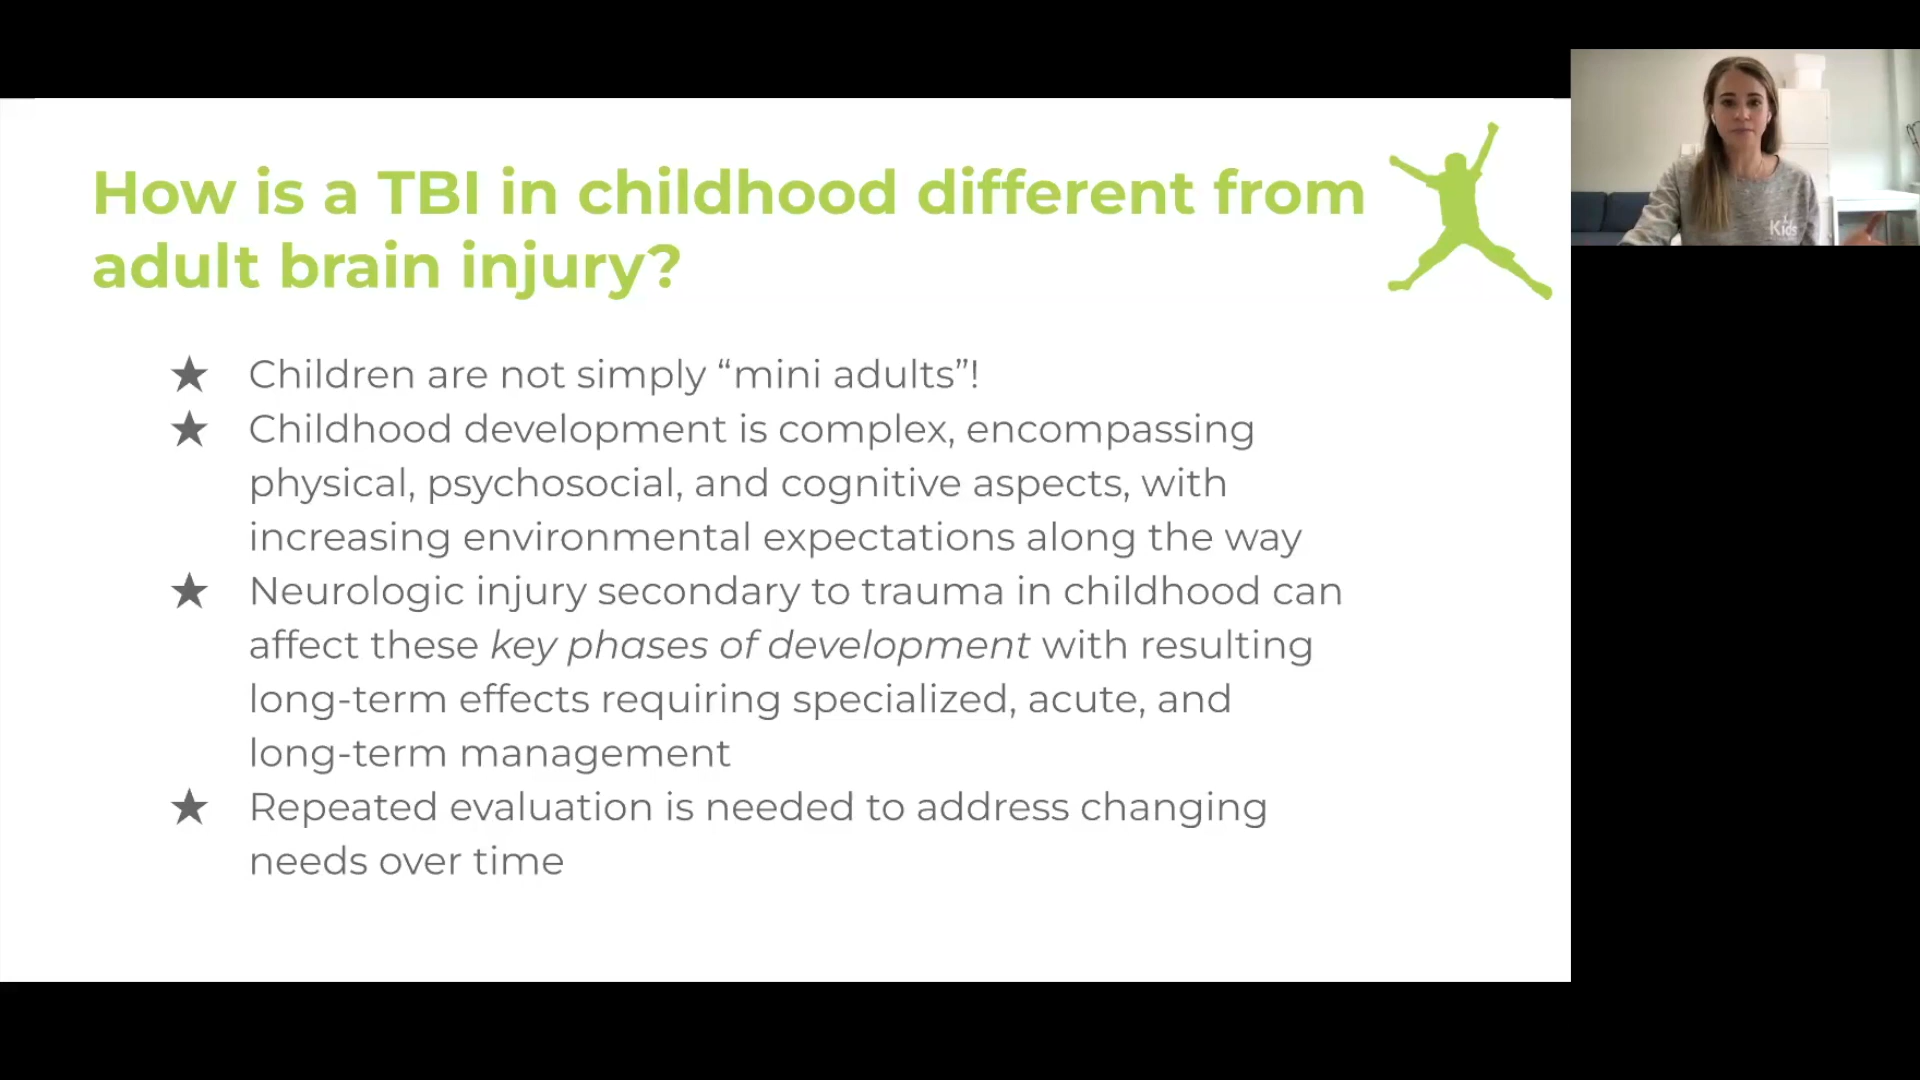 How is a TBI in childhood different from
adult brain injury?
★ Children are not simply “mini adults”!
★ Childhood development is complex, encompassing
physical, psychosocial, and cognitive aspects, with
increasing environmental expectations along the way
★ Neurologic injury secondary to trauma in childhood can
affect these key phases of development with resulting
long-term effects requiring specialized, acute, and
long-term management
★ Repeated evaluation is needed to address changing
needs over time
Kids